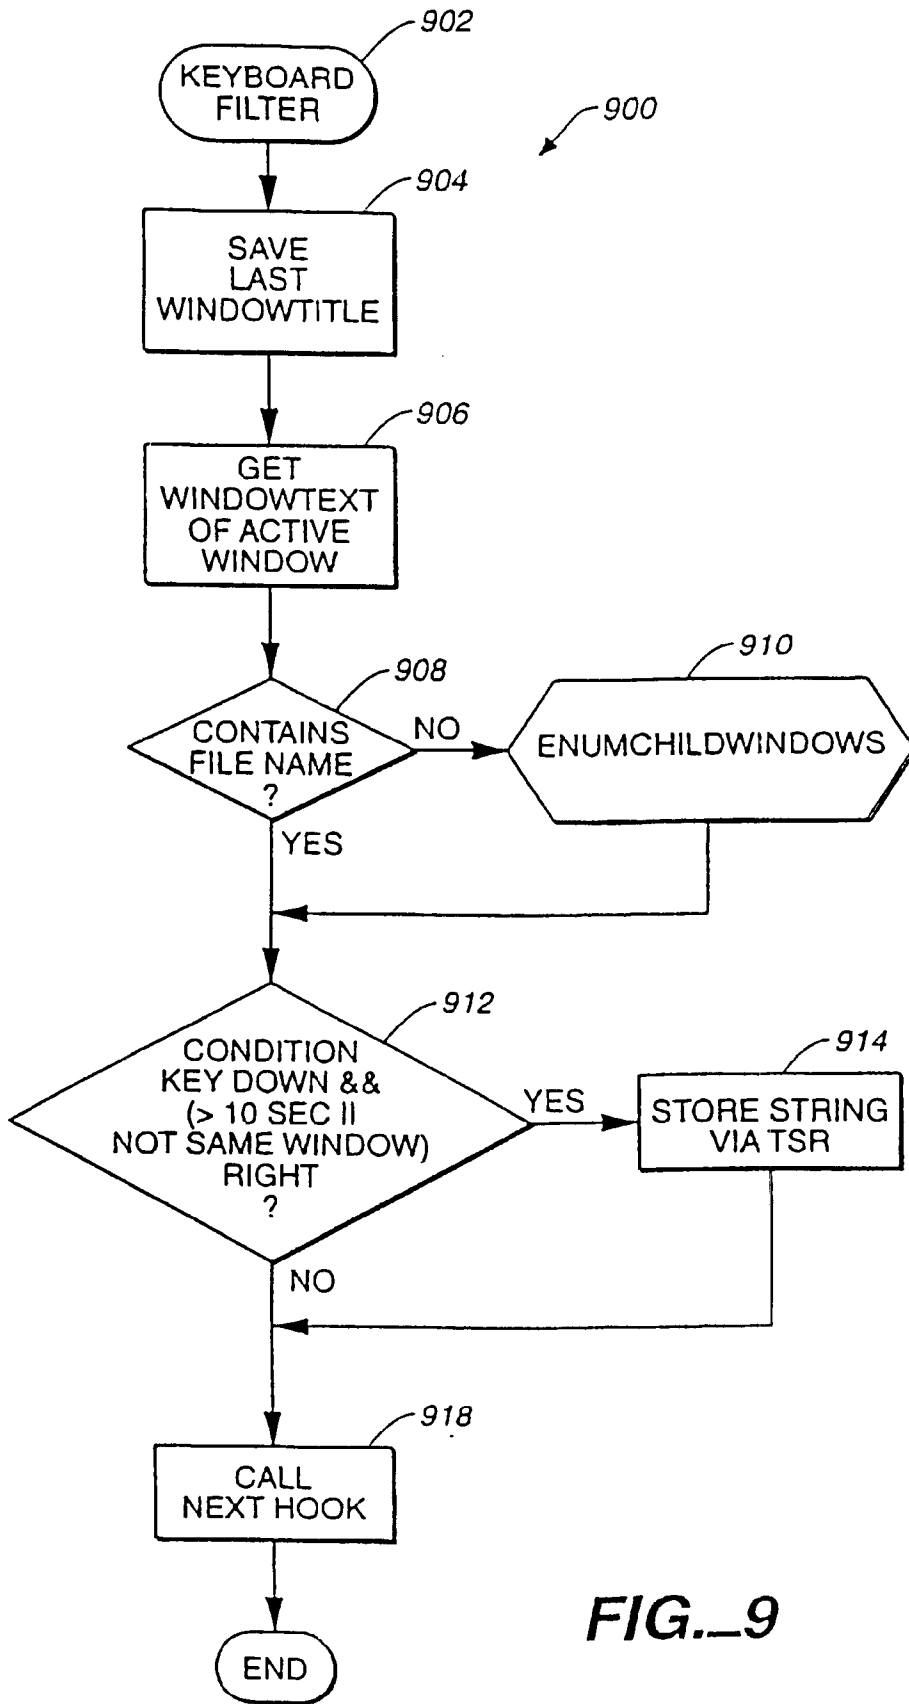 902
KEYBOARD
FILTER
900
904
SAVE
LAST
WINDOWTITLE
906
GET
WINDOWTEXT
OF ACTIVE
WINDOW
908
CONTAINS
FILE NAME
?
NO
910
ENUMCHILDWINDOWS
YES
912
CONDITION
KEY DOWN &&
(> 10 SEC II
NOT SAME WINDOW)
RIGHT
?
YES
914
STORE STRING
VIA TSR
NO
918
CALL
NEXT HOOK
END
FIG._9